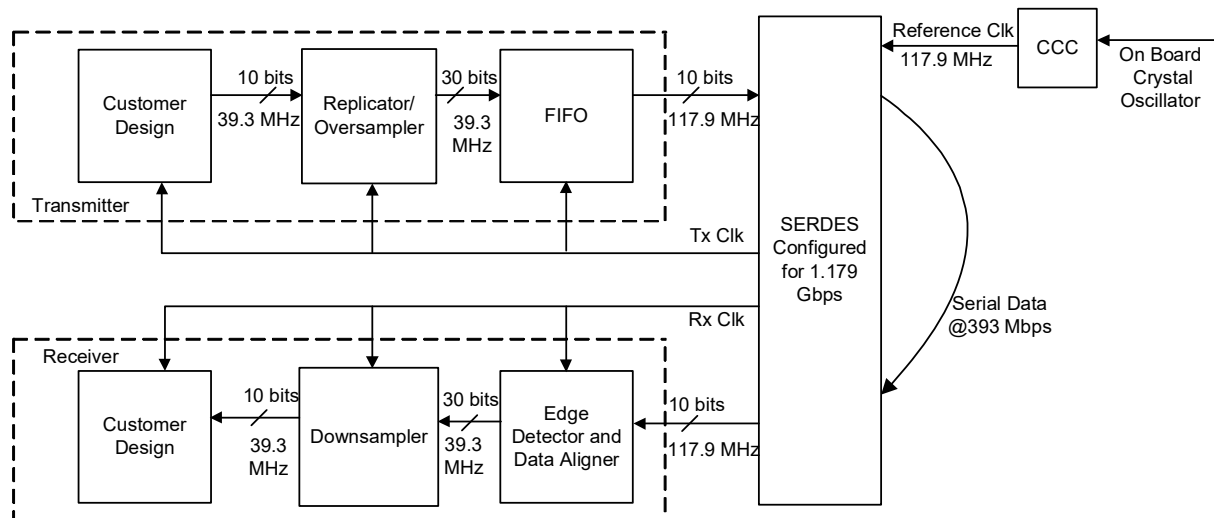 Reference Clk
117.9 MHz
CCC
On Board
Crystal
Oscillator
Customer
Design
10 bits
39.3 MHz
Replicator/
Oversampler
30 bits
39.3
MHz
FIFO
10 bits
117.9 MHz
Transmitter
Tx Clk
SERDES
Configured
for 1.179
Gbps
Serial Data
@393 Mbps
Rx Clk
Receiver
Customer
Design
10 bits
39.3
MHz
Downsampler
30 bits
39.3
MHz
Edge
Detector and
Data Aligner
10 bits
117.9 MHz